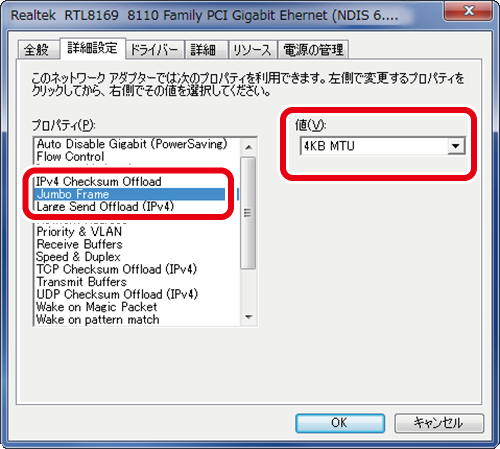 Realtek RTL8169 8110 Family PCI Gigabit Ehernet (NDIS 6....
全般 詳細設定 ドライバー 詳細 リソース 電源の管理
このネットワーク アダプターでは次のプロパティを利用できます。左側で変更するプロパティを
クリックしてから、右側でその値を選択してください。
プロパティ(P):
Auto Disable Gigabit (PowerSaving)
Flow Control
IPv4 Checksum Offload
Jumbo Frame
Large Send Offload (IPv4)
Priority & VLAN
Receive Buffers
Speed & Duplex
TCP Checksum Offload (IPv4)
Transmit Buffers
UDP Checksum Offload (IPv4)
Wake on Magic Packet
Wake on pattern match
値(V):
4KB MTU
OK キャンセル